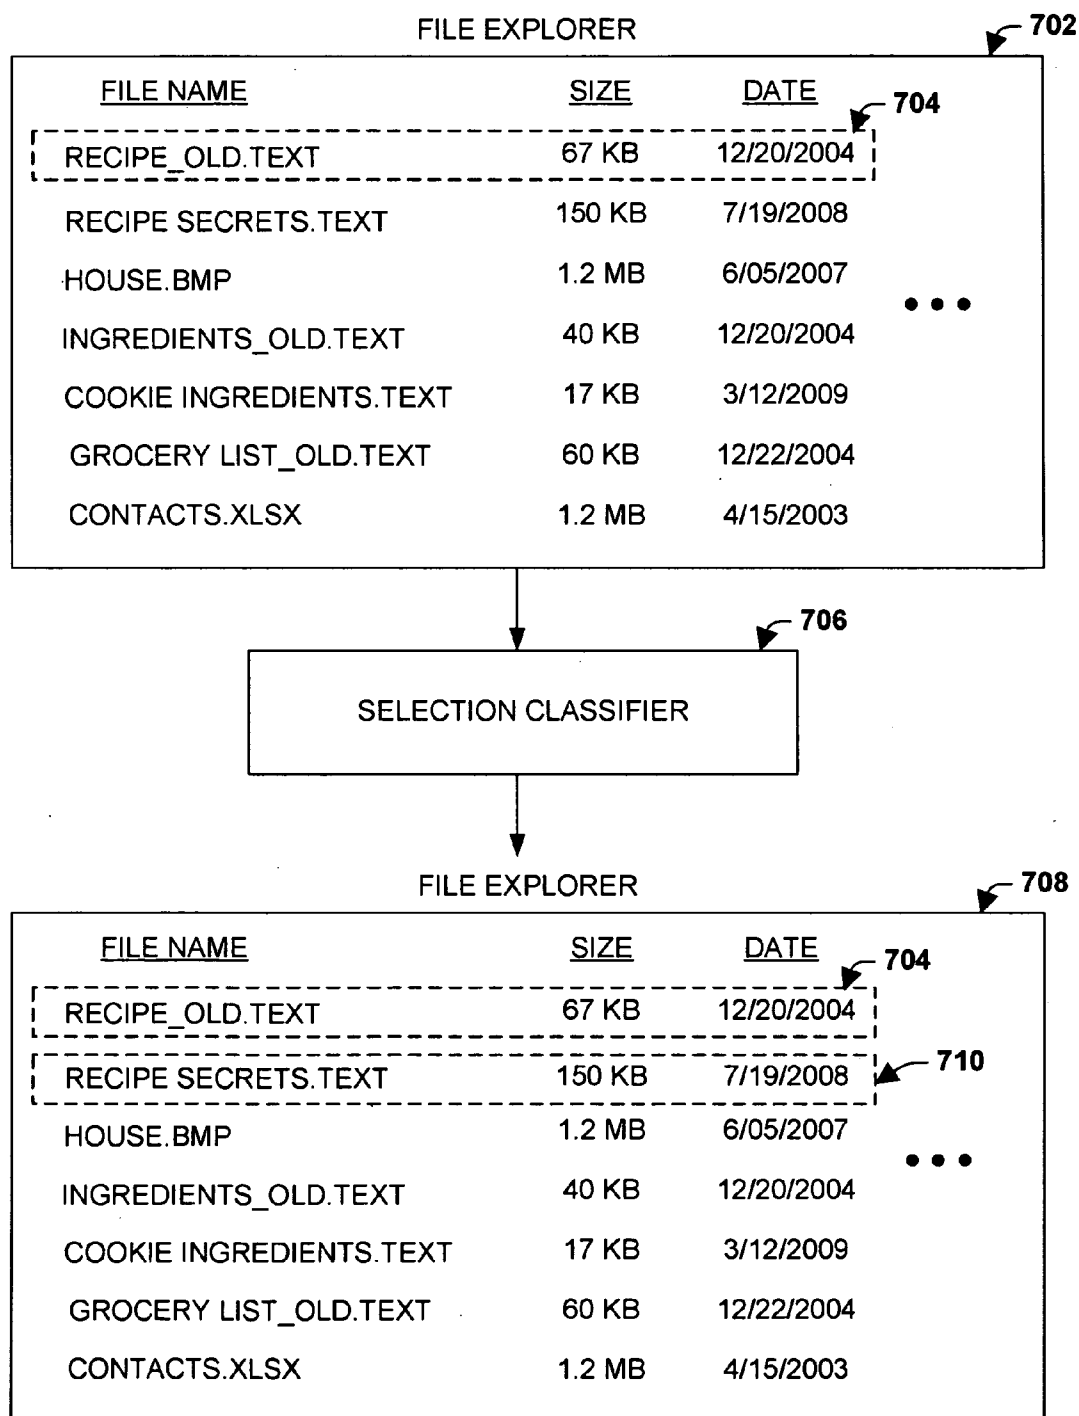 FILE EXPLORER
702
FILE NAME SIZE DATE
704
RECIPE_OLD.TEXT 67 KB 12/20/2004
RECIPE SECRETS.TEXT 150 KB 7/19/2008
HOUSE.BMP 1.2 MB 6/05/2007
INGREDIENTS_OLD.TEXT 40 KB 12/20/2004
COOKIE INGREDIENTS.TEXT 17 KB 3/12/2009
GROCERY LIST_OLD.TEXT 60 KB 12/22/2004
CONTACTS.XLSX 1.2 MB 4/15/2003
706
SELECTION CLASSIFIER
FILE EXPLORER
708
FILE NAME SIZE DATE
704
RECIPE_OLD.TEXT 67 KB 12/20/2004
RECIPE SECRETS.TEXT 150 KB 7/19/2008
710
HOUSE.BMP 1.2 MB 6/05/2007
INGREDIENTS_OLD.TEXT 40 KB 12/20/2004
COOKIE INGREDIENTS.TEXT 17 KB 3/12/2009
GROCERY LIST_OLD.TEXT 60 KB 12/22/2004
CONTACTS.XLSX 1.2 MB 4/15/2003